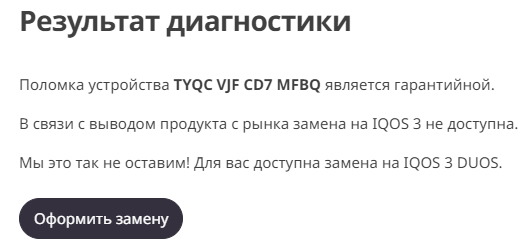 Результат диагностики
Поломка устройства TYQC VJF CD7 MFBQ является гарантийной.
В связи с выводом продукта с рынка замена на IQOS 3 не доступна.
Мы это так не оставим! Для вас доступна замена на IQOS 3 DUOS.
Оформить замену